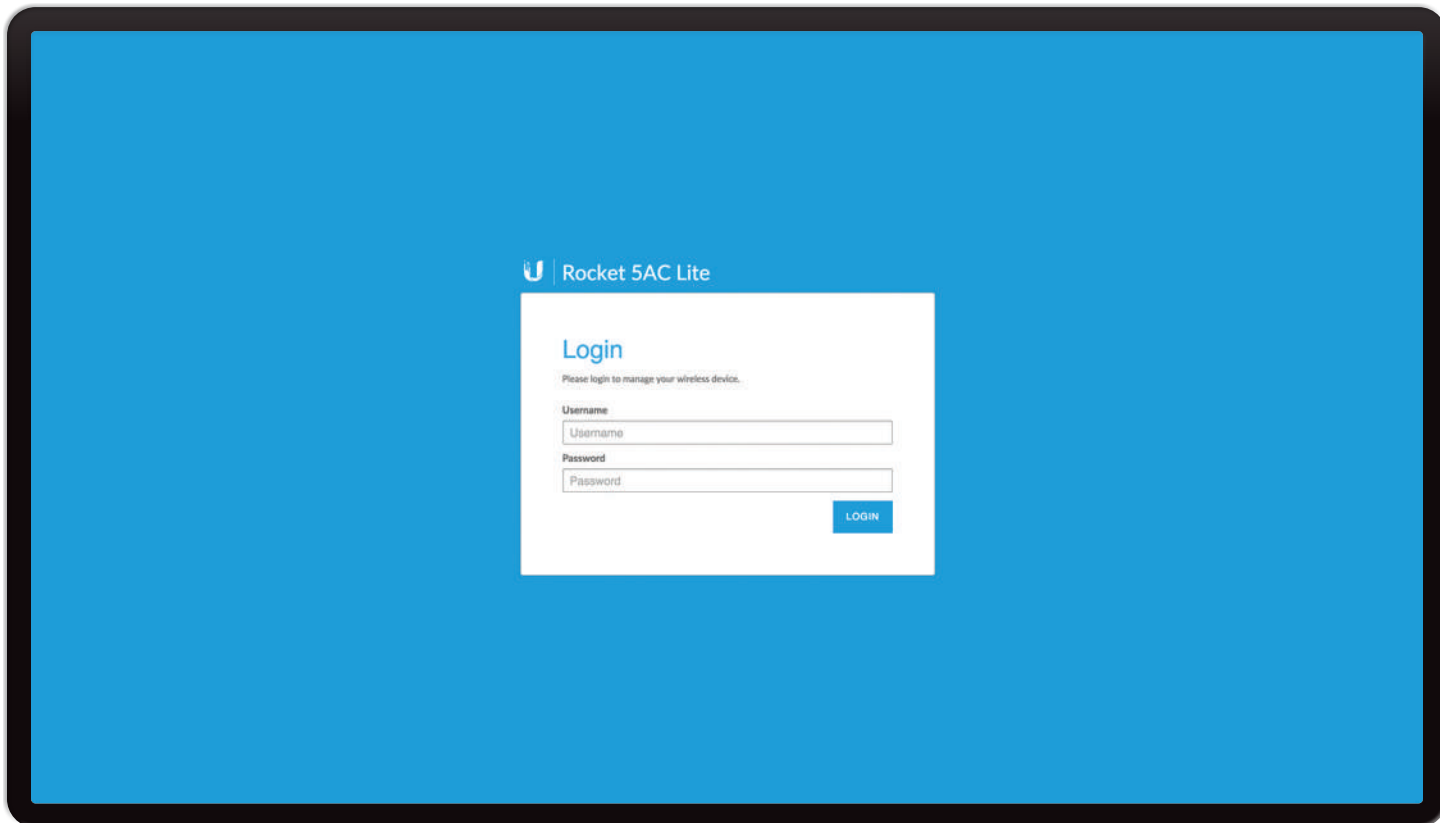 Rocket 5AC Lite
Login
Please login to manage your wireless device.
Username
Username
Password
Password
LOGIN